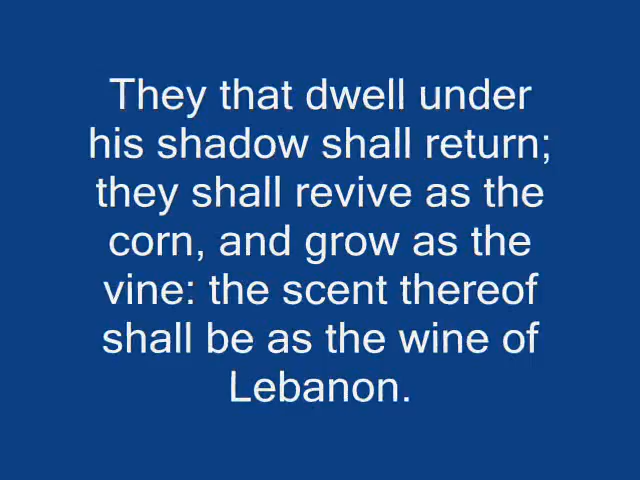 They that dwell under
his shadow shall return;
they shall revive as the
corn, and grow as the
vine: the scent thereof
shall be as the wine of
Lebanon.